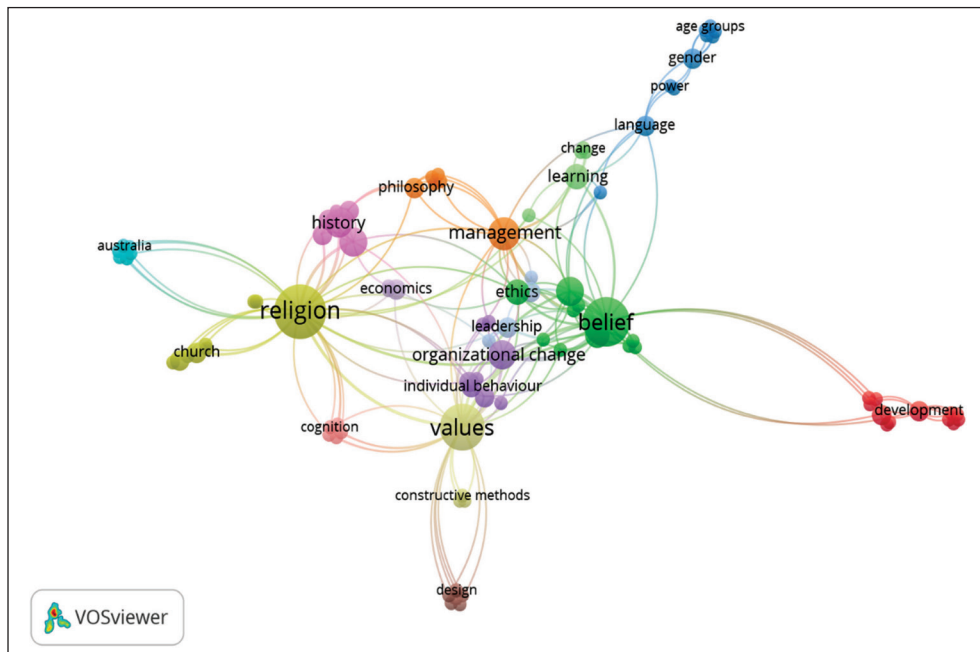 age groups
gender
power
language
change
learning
philosophy
history
management
australia
economics
ethics
religion
belief
leadership
church
organizational change
individual behaviour
development
cognition
values
constructive methods
design
VOSviewer